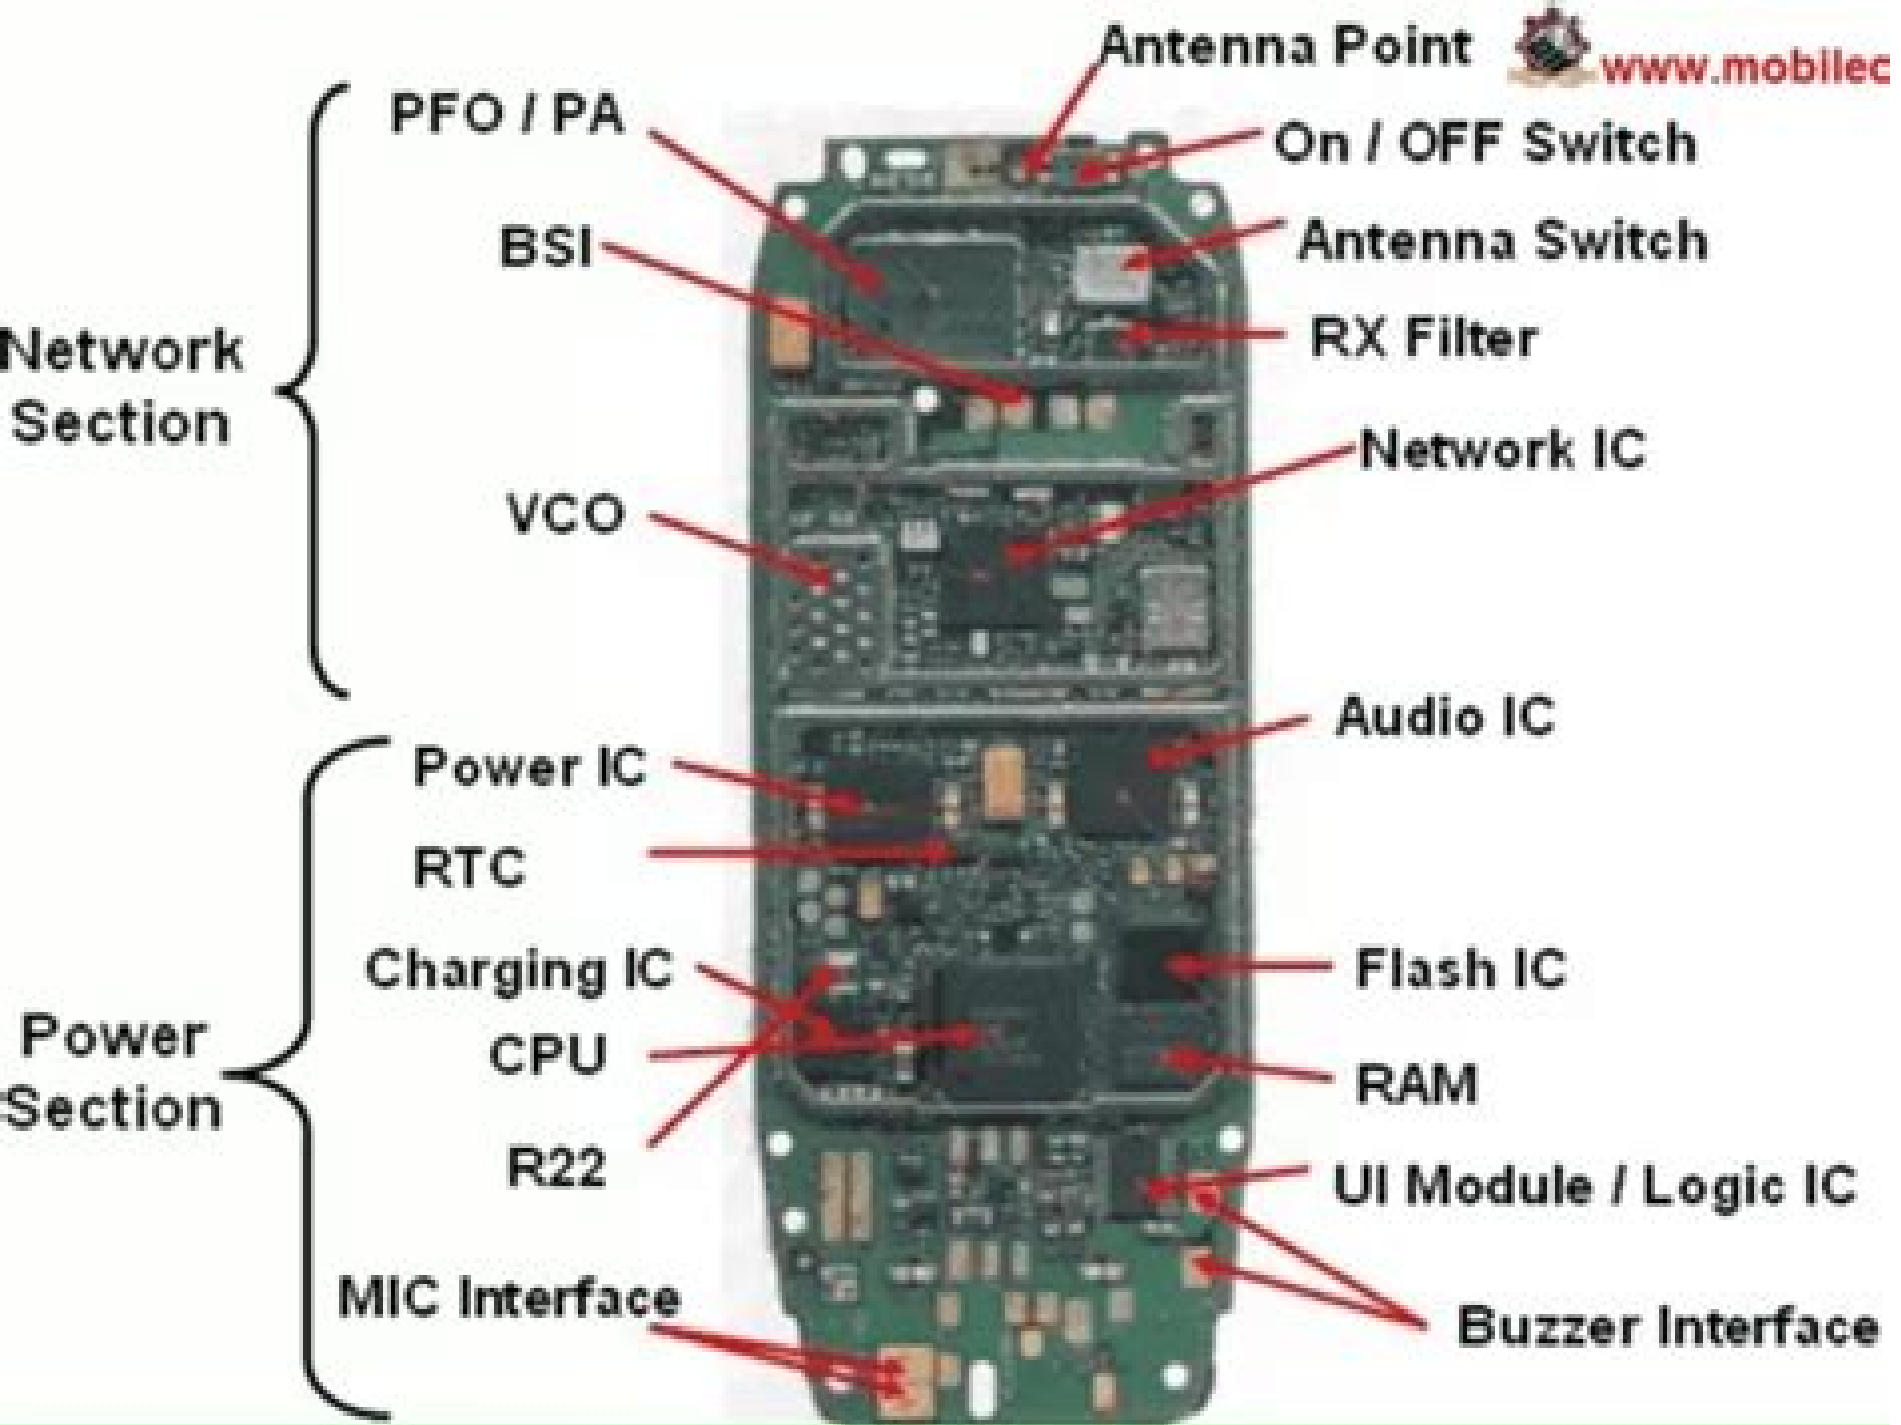 Antenna Point
www.mobilec
PFO / PA
On / OFF Switch
BSI
Antenna Switch
Network
Section
RX Filter
Network IC
VCO
Audio IC
Power IC
RTC
Charging IC
Flash IC
Power
Section
CPU
RAM
R22
UI Module / Logic IC
MIC Interface
Buzzer Interface